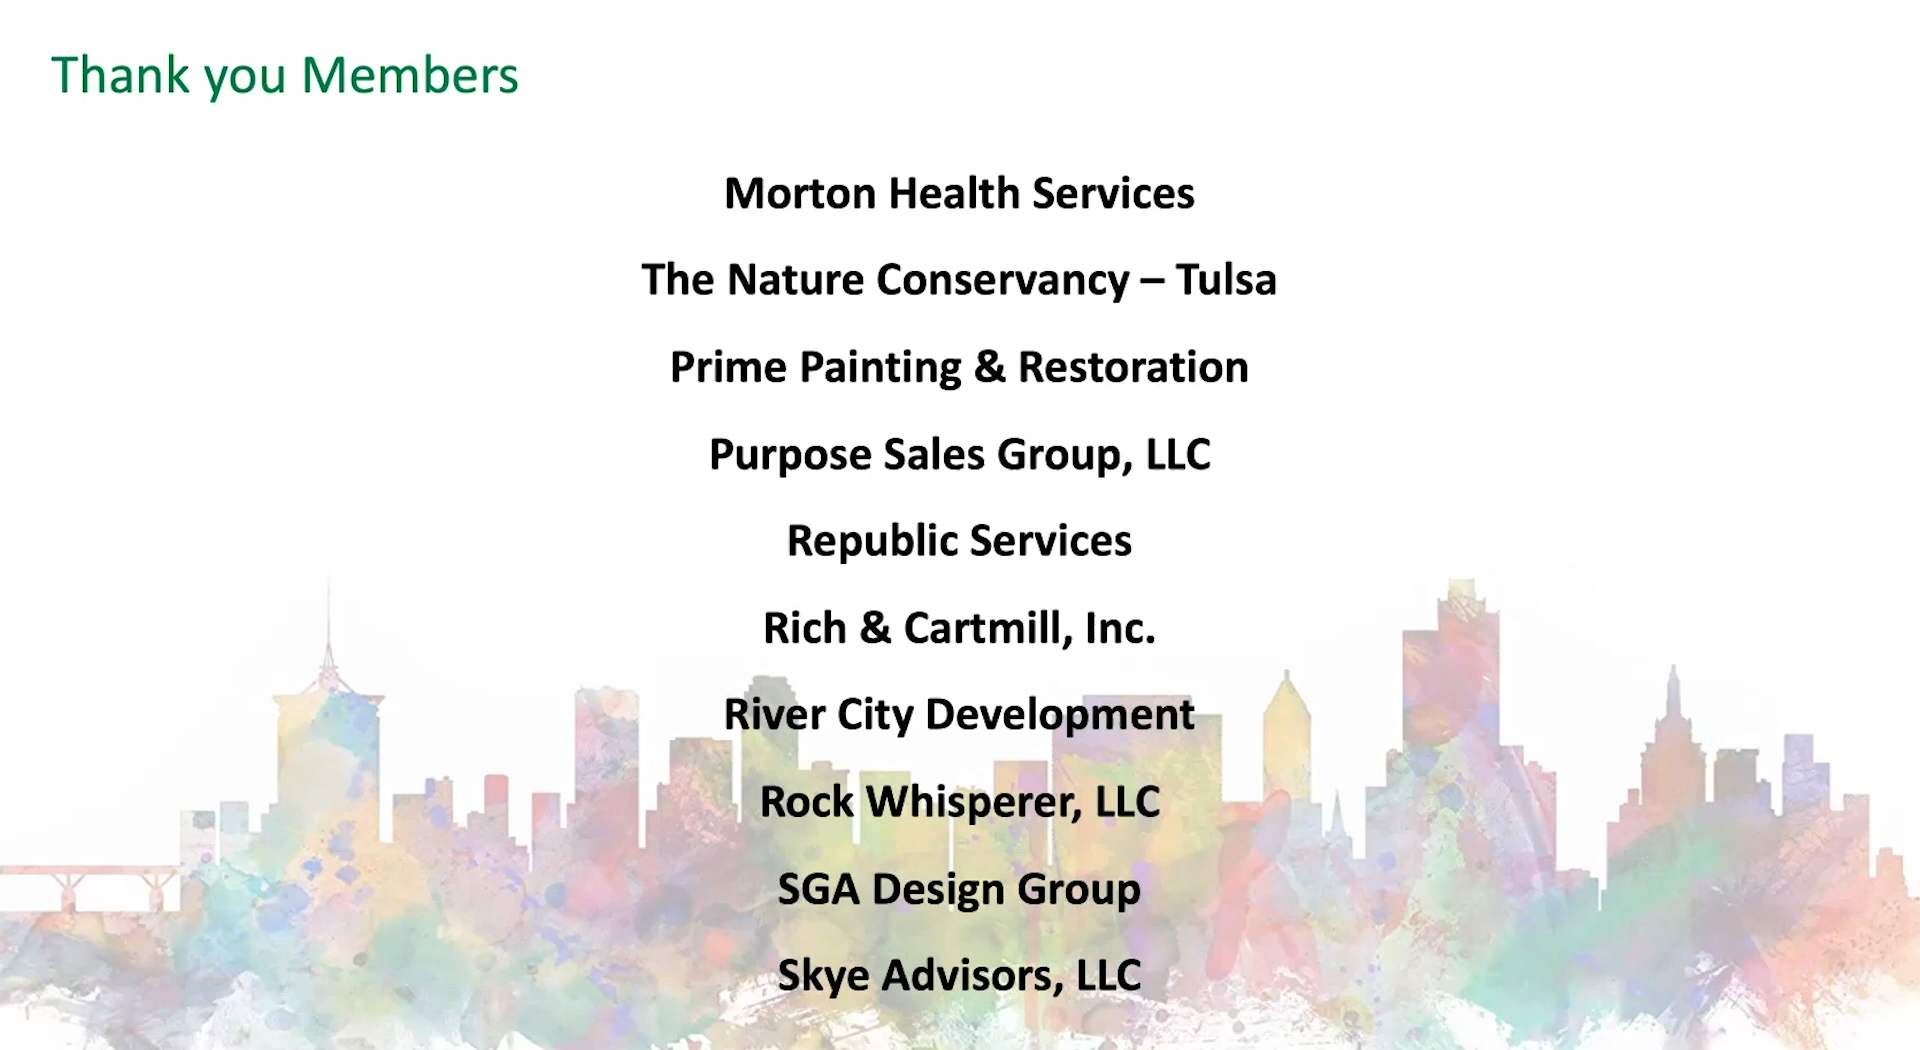 Thank you Members
Morton Health Services
The Nature Conservancy – Tulsa
Prime Painting & Restoration
Purpose Sales Group, LLC
Republic Services
Rich & Cartmill, Inc.
River City Development
Rock Whisperer, LLC
SGA Design Group
Skye Advisors, LLC